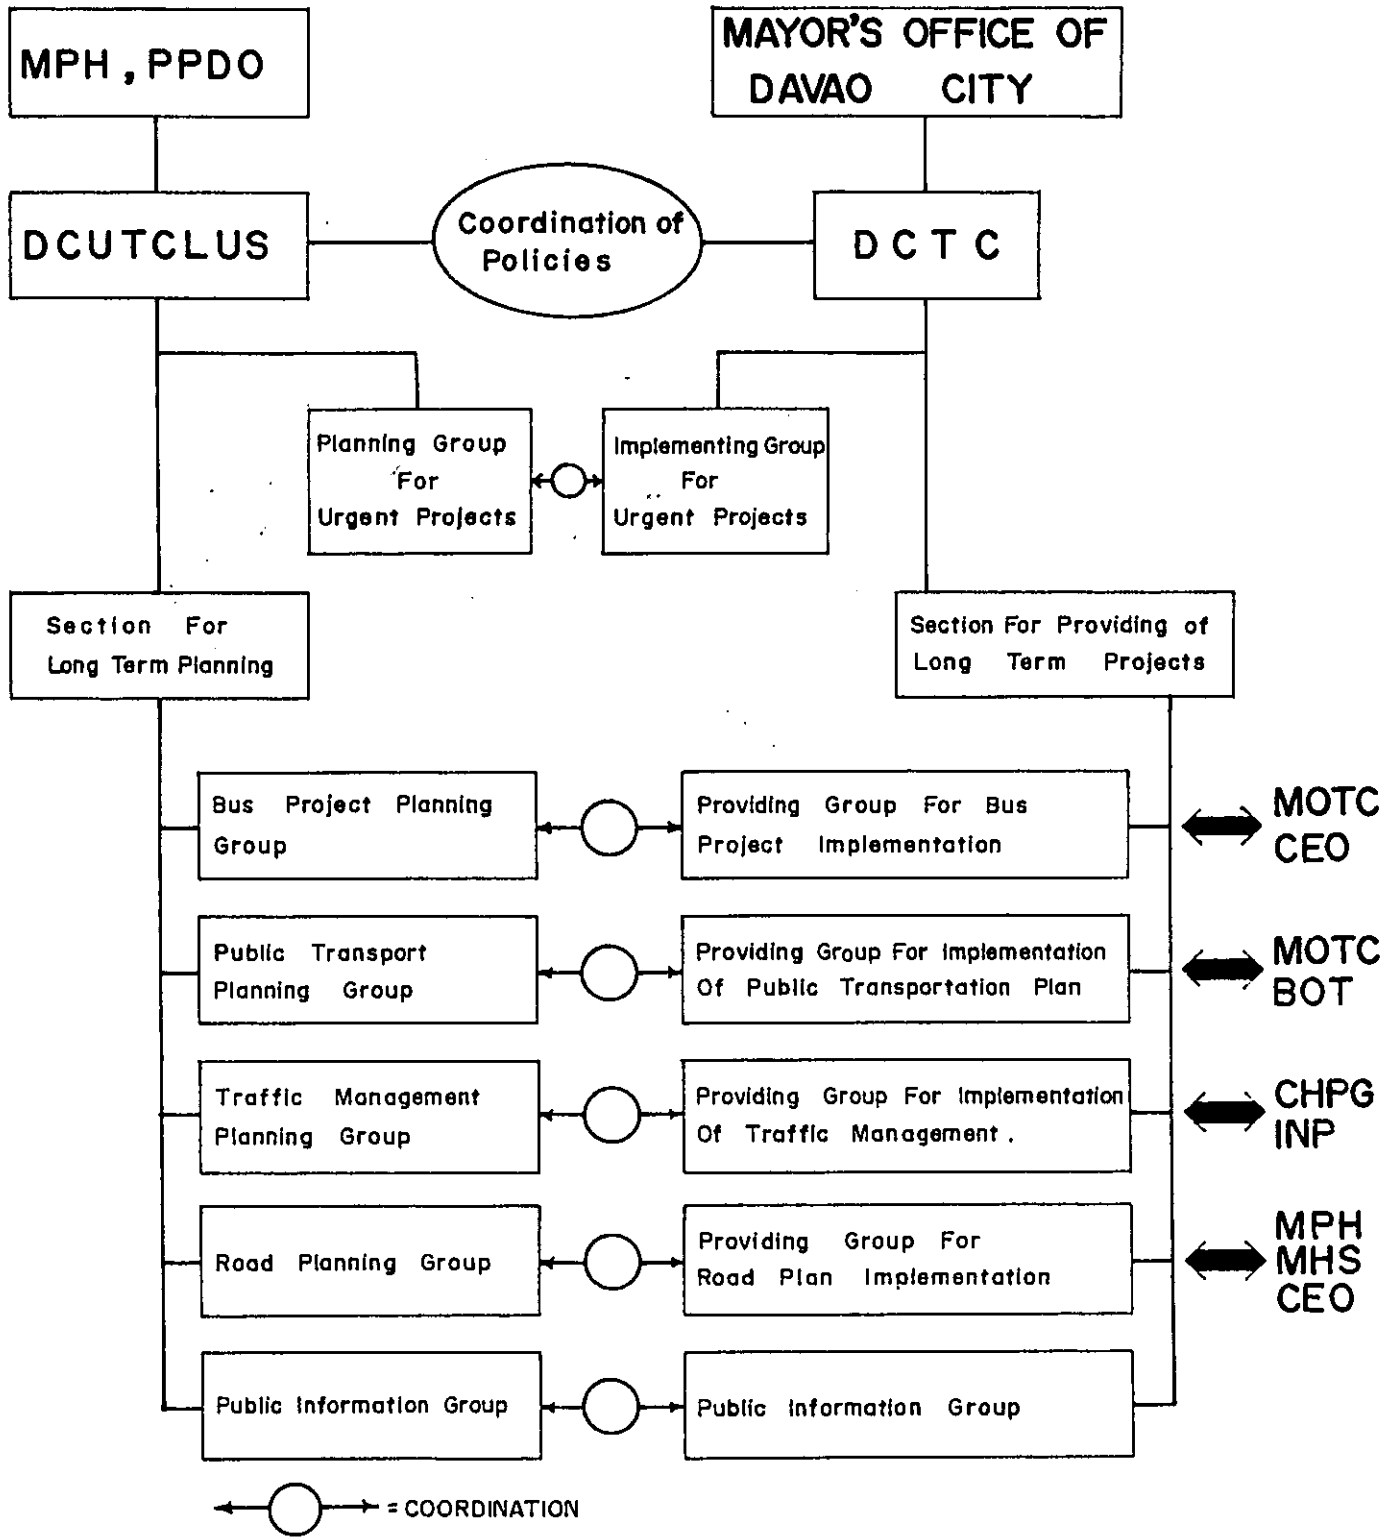 MPH, PPDO
MAYOR'S OFFICE OF
DAVAO CITY
DCUTCLUS
Coordination of
Policies
DCTC
Planning Group
For
Urgent Projects
Implementing Group
For
Urgent Projects
Section For
Long Term Planning
Section For Providing of
Long Term Projects
Bus Project Planning
Group
Providing Group For Bus
Project Implementation
MOTC
CEO
Public Transport
Planning Group
Providing Group For Implementation
Of Public Transportation Plan
MOTC
BOT
Traffic Management
Planning Group
Providing Group For Implementation
Of Traffic Management.
CHPG
INP
Road Planning Group
Providing Group For
Road Plan Implementation
MPH
MHS
CEO
Public Information Group
Public Information Group
= COORDINATION